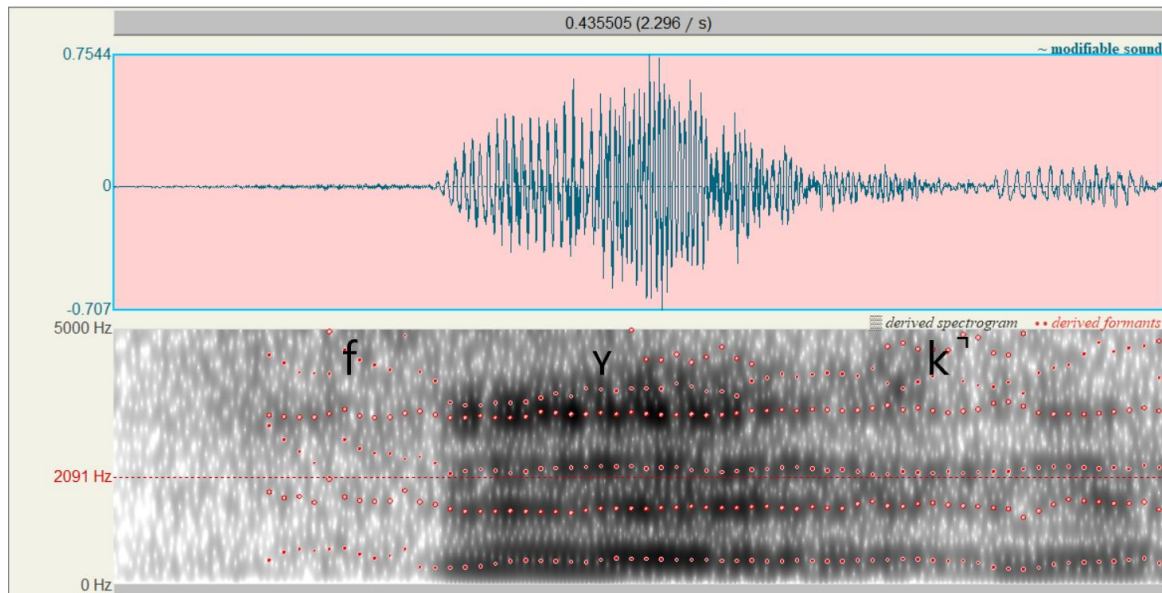 0.435505 (2.296 / s)
0.7544
~ modifiable sound
0
-0.707
5000 Hz
derived spectrogram
derived formants
f ʏ k̚
2091 Hz
0 Hz